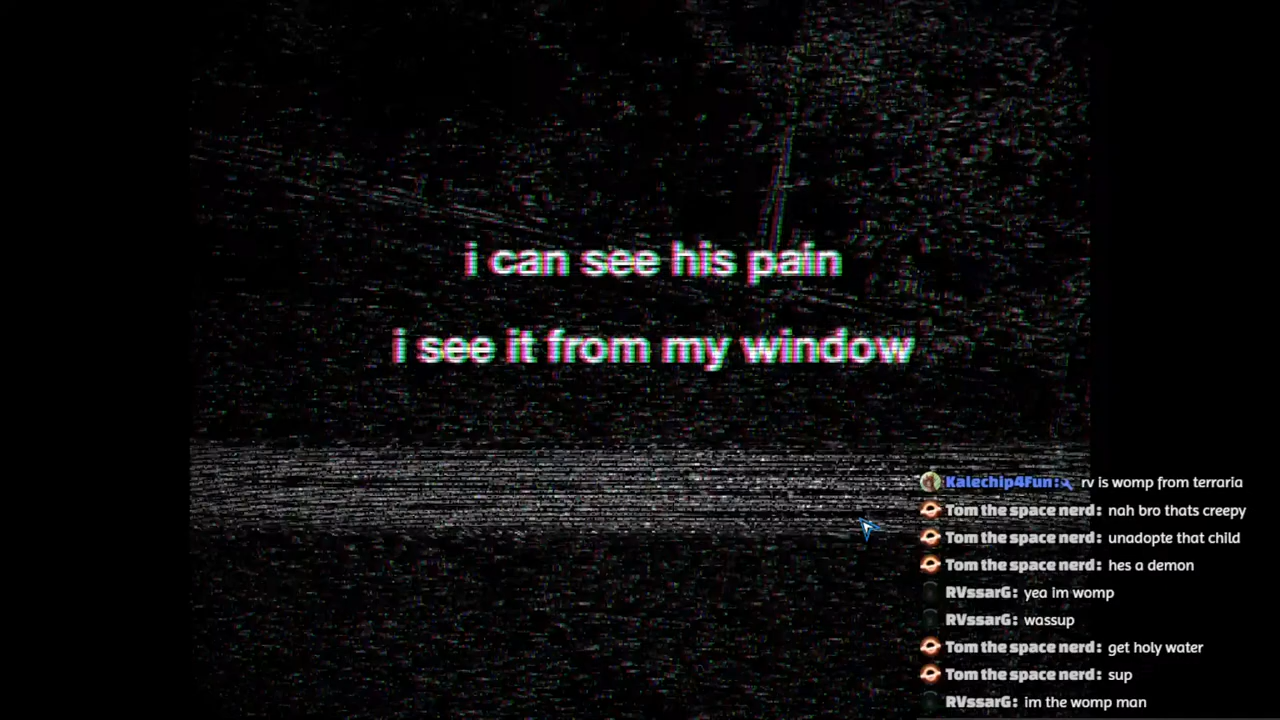 i can see his pain
i see it from my window
Kalechip4Fun: rv is womp from terraria
Tom the space nerd: nah bro thats creepy
Tom the space nerd: unadopte that child
Tom the space nerd: hes a demon
RVssarG: yea im womp
RVssarG: wassup
Tom the space nerd: get holy water
Tom the space nerd: sup
RVssarG: im the womp man